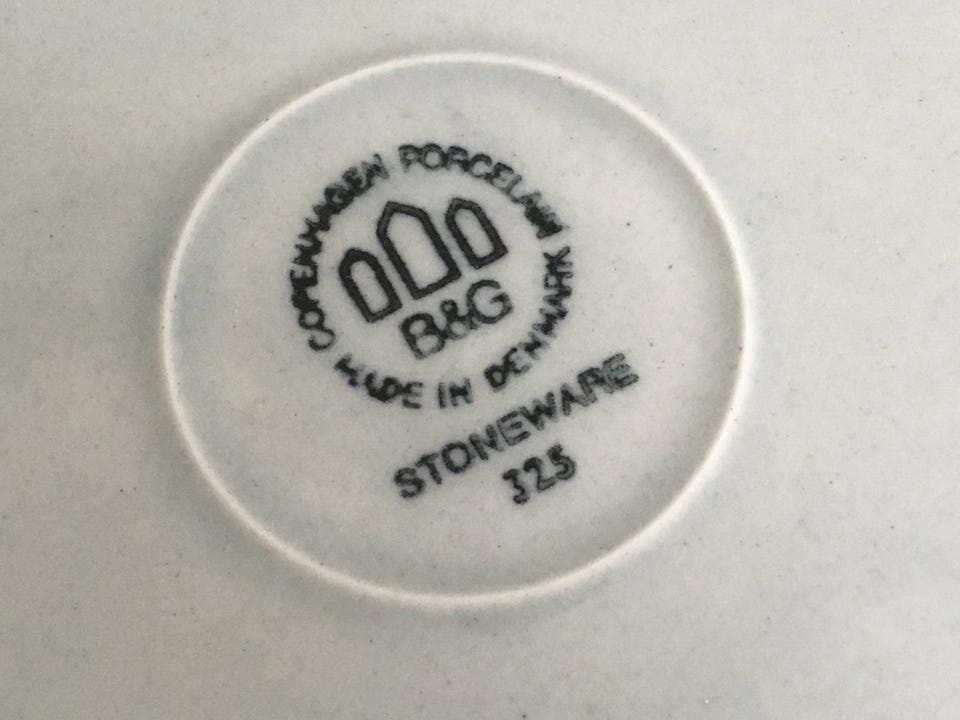 COPENHAGEN PORCELAIN
B&G
MADE IN DENMARK
STONEWARE
325